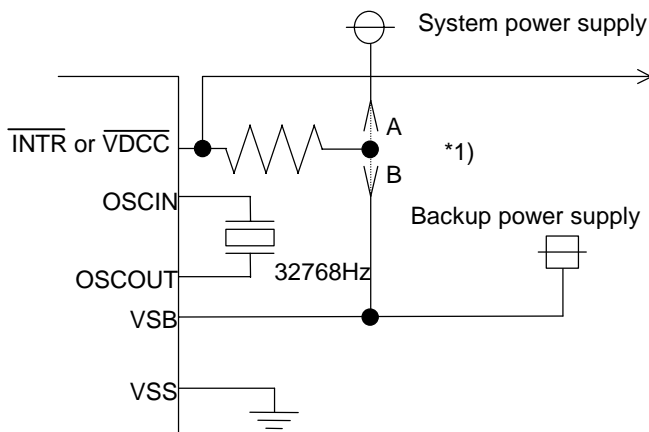 System power supply
A
INTR or VDCC
*1)
B
OSCIN
Backup power supply
OSCOUT
32768Hz
VSB
VSS